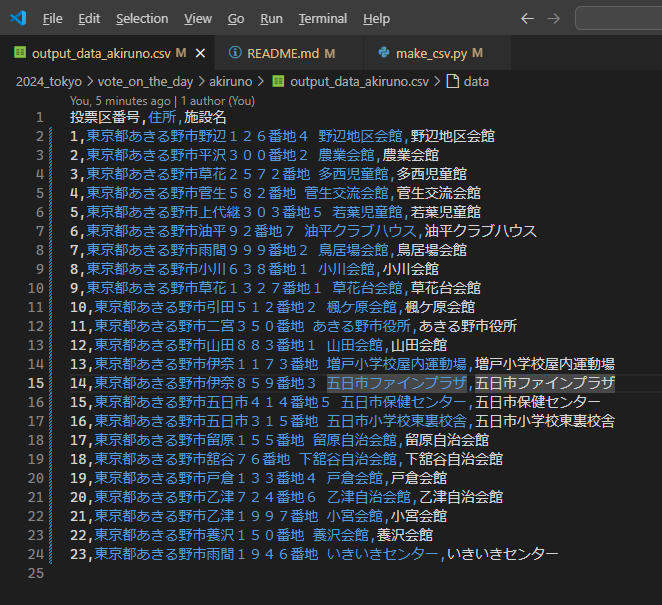 File Edit Selection View Go Run Terminal Help
output_data_akiruno.csv M README.md M make_csv.py M
2024_tokyo > vote_on_the_day > akiruno > output_data_akiruno.csv > data
You, 5 minutes ago | 1 author (You)
1 投票区番号,住所,施設名
2 1,東京都あきる野市野辺１２６番地４ 野辺地区会館,野辺地区会館
3 2,東京都あきる野市平沢３００番地２ 農業会館,農業会館
4 3,東京都あきる野市草花２５７２番地 多西児童館,多西児童館
5 4,東京都あきる野市菅生５８２番地 菅生交流会館,菅生交流会館
6 5,東京都あきる野市上代継３０３番地５ 若葉児童館,若葉児童館
7 6,東京都あきる野市油平９２番地７ 油平クラブハウス,油平クラブハウス
8 7,東京都あきる野市雨間９９９番地２ 鳥居場会館,鳥居場会館
9 8,東京都あきる野市小川６３８番地１ 小川会館,小川会館
10 9,東京都あきる野市草花１３２７番地１ 草花台会館,草花台会館
11 10,東京都あきる野市引田５１２番地２ 楓ケ原会館,楓ケ原会館
12 11,東京都あきる野市二宮３５０番地 あきる野市役所,あきる野市役所
13 12,東京都あきる野市山田８８３番地１ 山田会館,山田会館
14 13,東京都あきる野市伊奈１１７３番地 増戸小学校屋内運動場,増戸小学校屋内運動場
15 14,東京都あきる野市伊奈８５９番地３ 五日市ファインプラザ,五日市ファインプラザ
16 15,東京都あきる野市五日市４１４番地５ 五日市保健センター,五日市保健センター
17 16,東京都あきる野市五日市３１５番地 五日市小学校東裏校舎,五日市小学校東裏校舎
18 17,東京都あきる野市留原１５５番地 留原自治会館,留原自治会館
19 18,東京都あきる野市舘谷７６番地 下舘谷自治会館,下舘谷自治会館
20 19,東京都あきる野市戸倉１３３番地４ 戸倉会館,戸倉会館
21 20,東京都あきる野市乙津７２４番地６ 乙津自治会館,乙津自治会館
22 21,東京都あきる野市乙津１９９７番地 小宮会館,小宮会館
23 22,東京都あきる野市養沢１５０番地 養沢会館,養沢会館
24 23,東京都あきる野市雨間１９４６番地 いきいきセンター,いきいきセンター
25